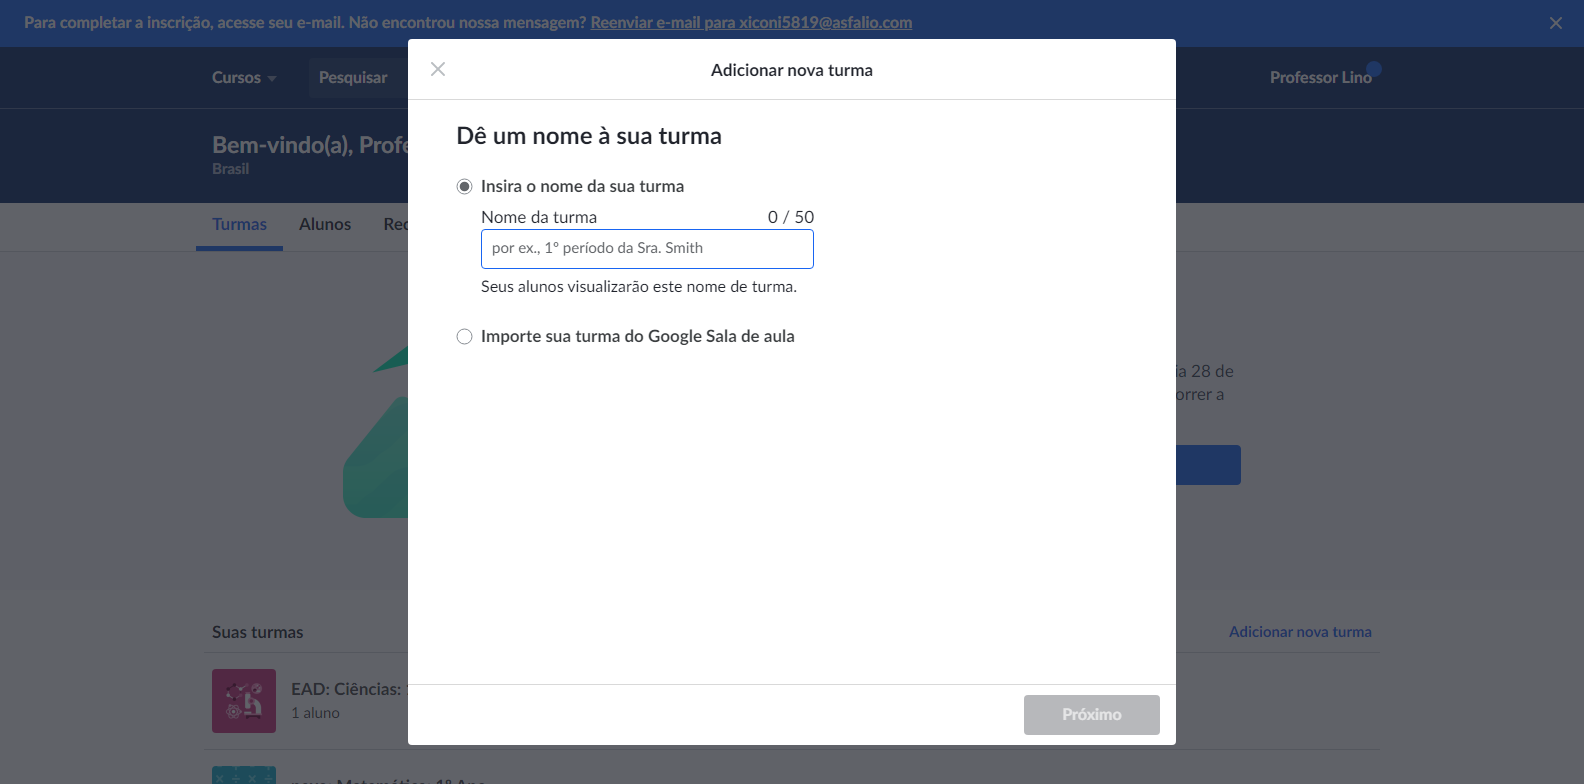 Para completar a inscrição, acesse seu e-mail. Não encontrou nossa mensagem? Reenviar e-mail para xiconi5819@asfalio.com
Cursos
Pesquisar
Professor Lino
Bem-vindo(a), Profe
Brasil
Turmas Alunos Rec
Adicionar nova turma
Dê um nome à sua turma
Insira o nome da sua turma
Nome da turma 0 / 50
por ex., 1º período da Sra. Smith
Seus alunos visualizarão este nome de turma.
Importe sua turma do Google Sala de aula
ia 28 de
orrer a
Suas turmas
Adicionar nova turma
EAD: Ciências:
1 aluno
Próximo
Matemática: 1º Ano